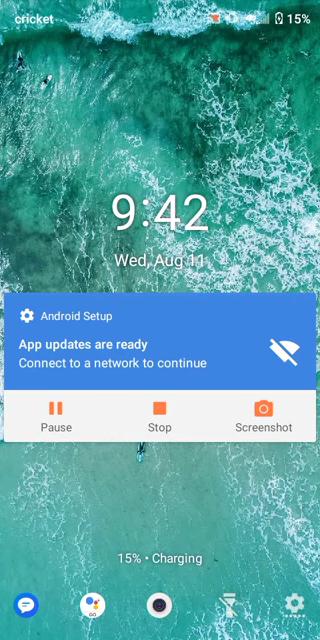 cricket
15%
9:42
Wed, Aug 11
Android Setup
App updates are ready
Connect to a network to continue
Pause
Stop
Screenshot
15% • Charging
GO